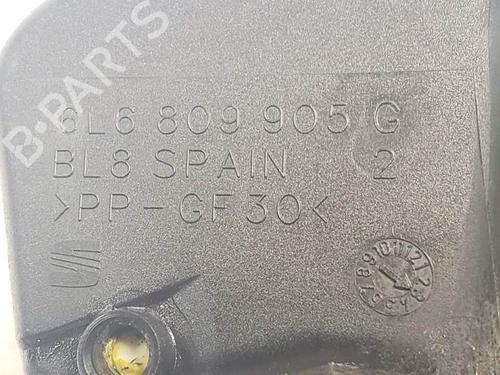 B-PARTS
6L6 809 905 G
BL8 SPAIN 2
>PP-GF30<